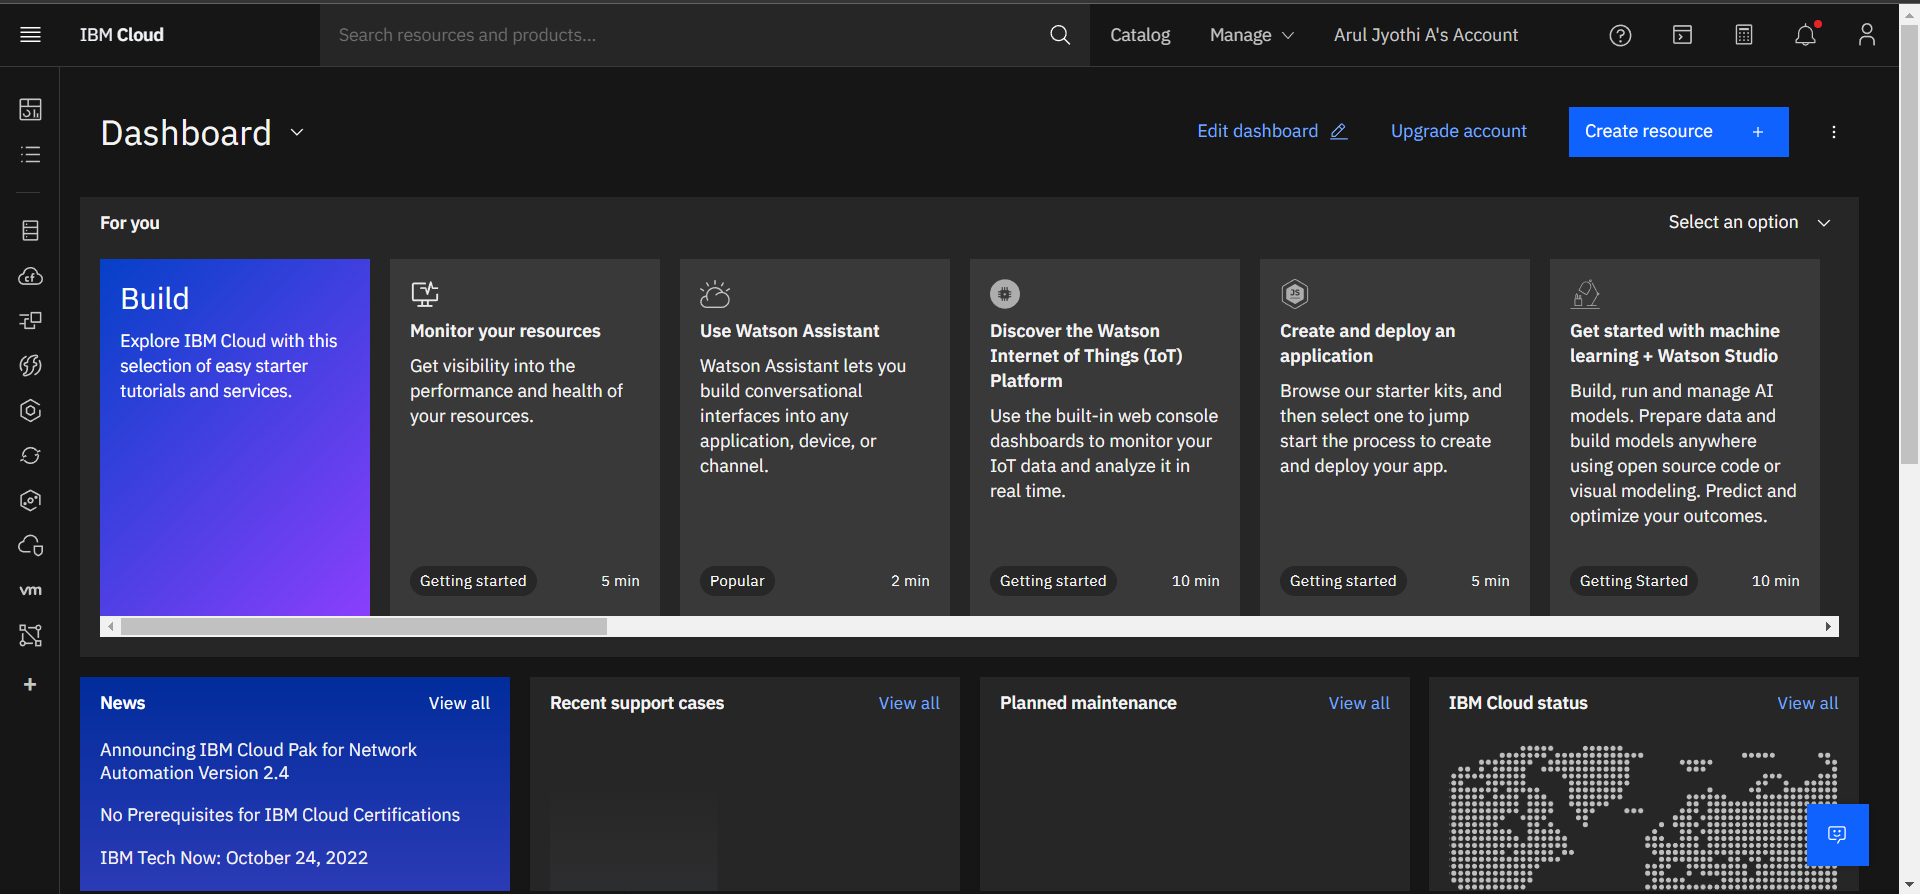 IBM Cloud
Search resources and products...
Catalog
Manage
Arul Jyothi A's Account
Dashboard
Edit dashboard
Upgrade account
Create resource +
For you
Select an option
Build
Explore IBM Cloud with this
selection of easy starter
tutorials and services.
Monitor your resources
Get visibility into the
performance and health of
your resources.
Getting started
5 min
Use Watson Assistant
Watson Assistant lets you
build conversational
interfaces into any
application, device, or
channel.
Popular
2 min
Discover the Watson
Internet of Things (IoT)
Platform
Use the built-in web console
dashboards to monitor your
IoT data and analyze it in
real time.
Getting started
10 min
JS
Create and deploy an
application
Browse our starter kits, and
then select one to jump
start the process to create
and deploy your app.
Getting started
5 min
Get started with machine
learning + Watson Studio
Build, run and manage AI
models. Prepare data and
build models anywhere
using open source code or
visual modeling. Predict and
optimize your outcomes.
Getting Started
10 min
cf
vm
+
News
View all
Announcing IBM Cloud Pak for Network
Automation Version 2.4
No Prerequisites for IBM Cloud Certifications
IBM Tech Now: October 24, 2022
Recent support cases
View all
Planned maintenance
View all
IBM Cloud status
View all